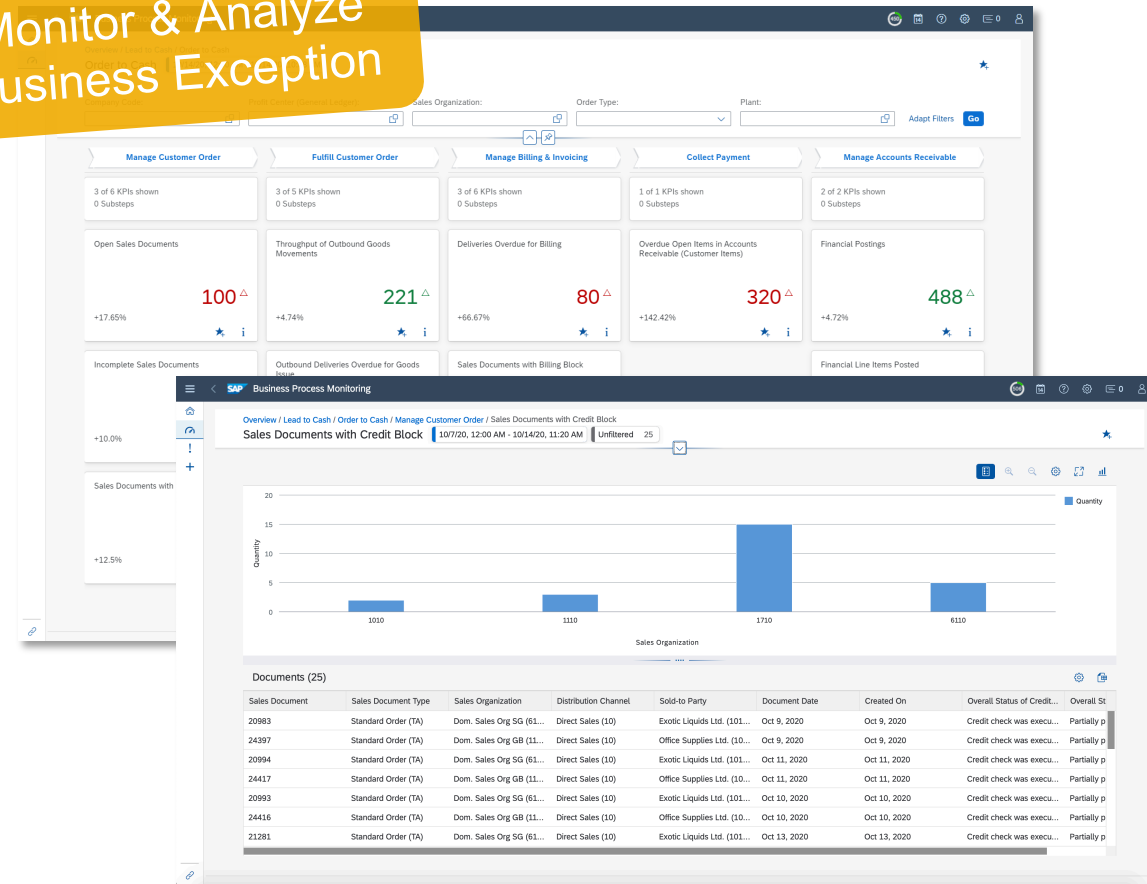 Monitor & Analyze
Business Exception
Sales Organization:
Order Type:
Plant:
Adapt Filters
Go
14
0
Manage Customer Order
Fulfill Customer Order
Manage Billing & Invoicing
Collect Payment
Manage Accounts Receivable
3 of 6 KPIs shown
0 Substeps
3 of 5 KPIs shown
0 Substeps
3 of 6 KPIs shown
0 Substeps
1 of 1 KPIs shown
0 Substeps
2 of 2 KPIs shown
0 Substeps
Open Sales Documents
100
+17.65%
Throughput of Outbound Goods
Movements
221
+4.74%
Deliveries Overdue for Billing
80
+66.67%
Overdue Open Items in Accounts
Receivable (Customer Items)
320
+142.42%
Financial Postings
488
+4.72%
Incomplete Sales Documents
+10.0%
Outbound Deliveries Overdue for Goods
Issue
Sales Documents with Billing Block
Financial Line Items Posted
Sales Documents with
+12.5%
SAP Business Process Monitoring
14
0
Overview / Lead to Cash / Order to Cash / Manage Customer Order / Sales Documents with Credit Block
Sales Documents with Credit Block 10/7/20, 12:00 AM - 10/14/20, 11:20 AM Unfiltered 25
Quantity
20
15
10
5
0
Quantity
1010 1110 1710 6110
Sales Organization
Documents (25)
Sales Document Sales Document Type Sales Organization Distribution Channel Sold-to Party Document Date Created On Overall Status of Credit... Overall St
20983 Standard Order (TA) Dom. Sales Org SG (61... Direct Sales (10) Exotic Liquids Ltd. (101... Oct 9, 2020 Oct 9, 2020 Credit check was execu... Partially p
24397 Standard Order (TA) Dom. Sales Org GB (11... Direct Sales (10) Office Supplies Ltd. (10... Oct 9, 2020 Oct 9, 2020 Credit check was execu... Partially p
20994 Standard Order (TA) Dom. Sales Org SG (61... Direct Sales (10) Exotic Liquids Ltd. (101... Oct 11, 2020 Oct 11, 2020 Credit check was execu... Partially p
24417 Standard Order (TA) Dom. Sales Org GB (11... Direct Sales (10) Office Supplies Ltd. (10... Oct 11, 2020 Oct 11, 2020 Credit check was execu... Partially p
20993 Standard Order (TA) Dom. Sales Org SG (61... Direct Sales (10) Exotic Liquids Ltd. (101... Oct 10, 2020 Oct 10, 2020 Credit check was execu... Partially p
24416 Standard Order (TA) Dom. Sales Org GB (11... Direct Sales (10) Office Supplies Ltd. (10... Oct 10, 2020 Oct 10, 2020 Credit check was execu... Partially p
21281 Standard Order (TA) Dom. Sales Org SG (61... Direct Sales (10) Exotic Liquids Ltd. (101... Oct 13, 2020 Oct 13, 2020 Credit check was execu... Partially p